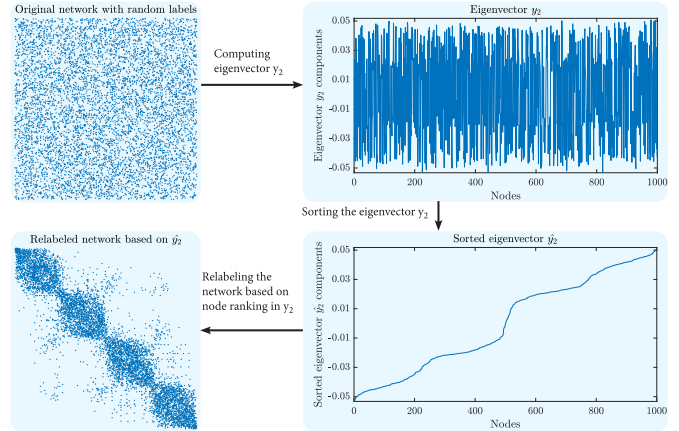 Original network with random labels
Computing
eigenvector y2
Eigenvector y2
Eigenvector y2 components
0.05
0.03
0.01
-0.01
-0.03
-0.05
0
200
400
600
800
1000
Nodes
Sorting the eigenvector y2
Sorted eigenvector ŷ2
Sorted eigenvector ŷ2 components
0.05
0.03
0.01
-0.01
-0.03
-0.05
0
200
400
600
800
1000
Nodes
Relabeling the
network based on
node ranking in y2
Relabeled network based on ŷ2